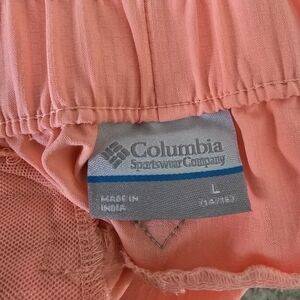 Columbia
Sportswear Company
L
MADE IN
INDIA